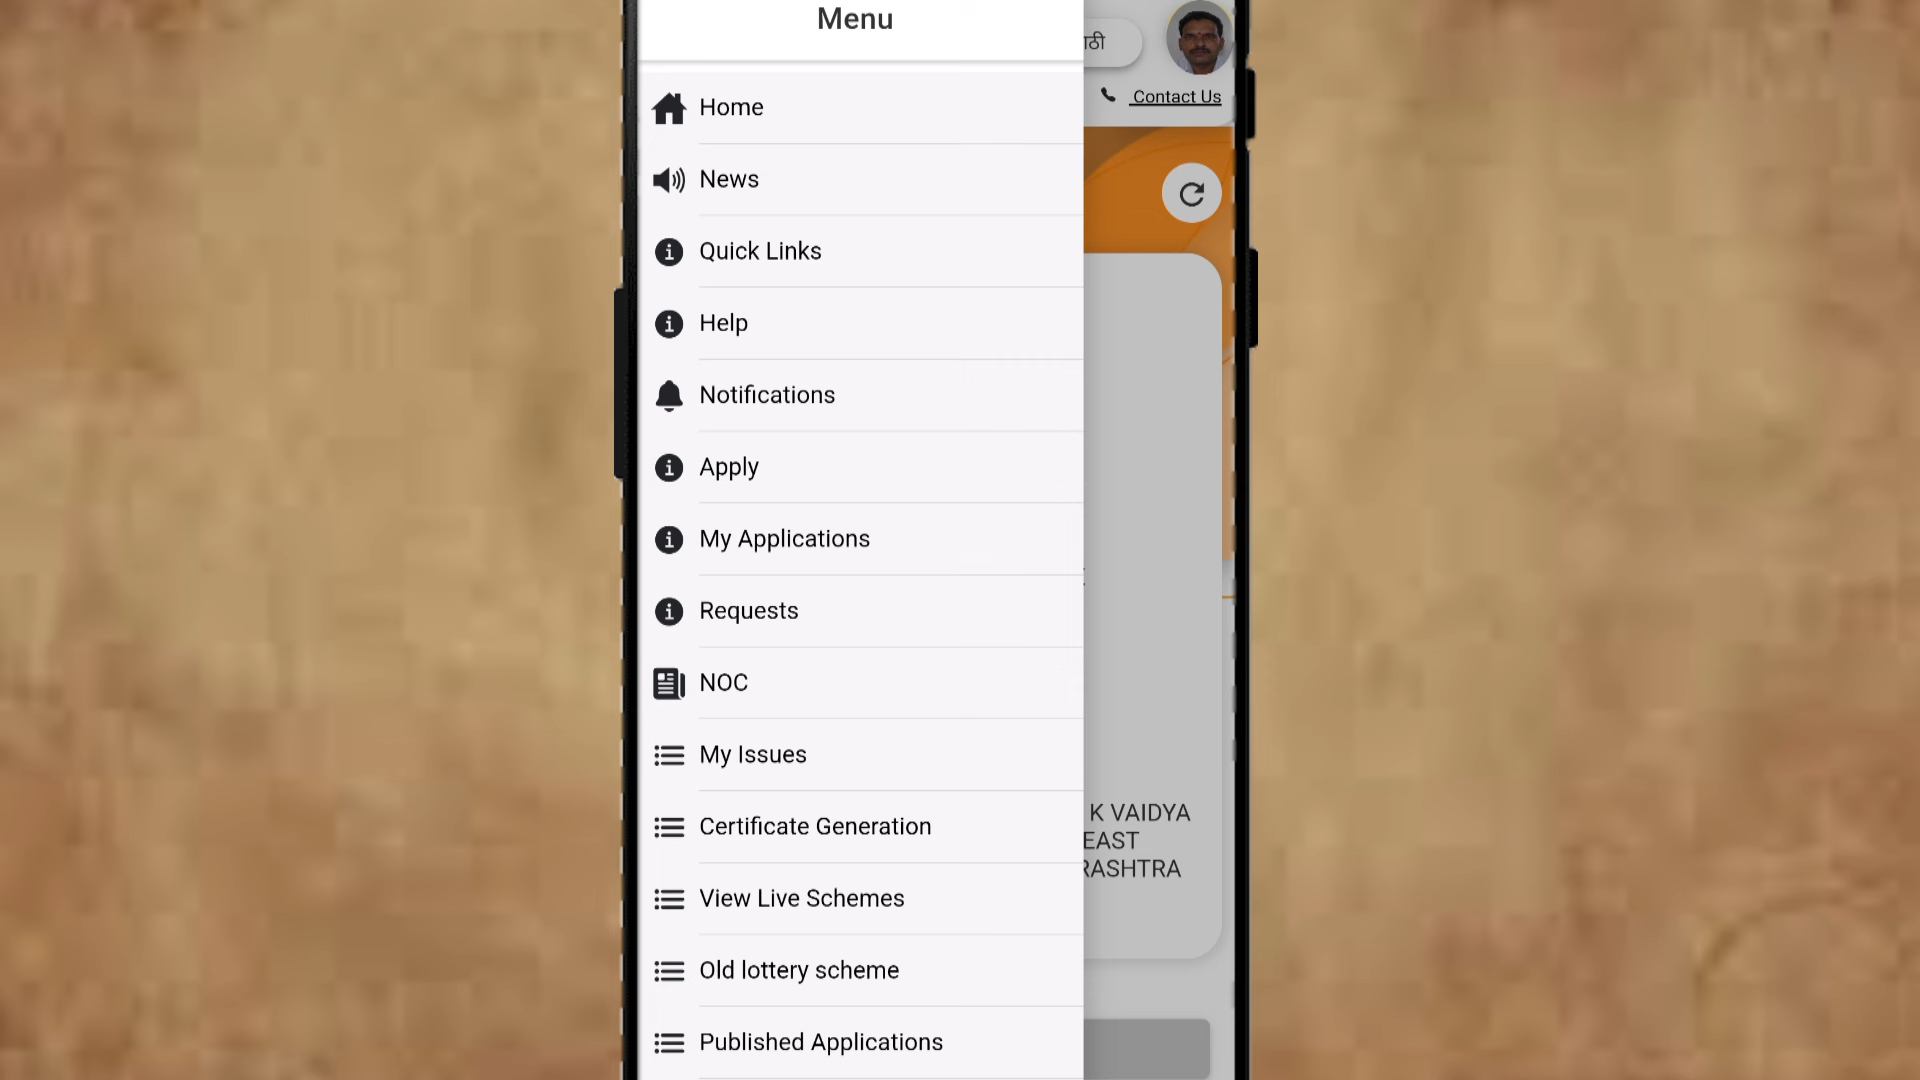 Menu
Contact Us
Home
News
Quick Links
Help
Notifications
Apply
My Applications
Requests
NOC
My Issues
Certificate Generation
View Live Schemes
Old lottery scheme
Published Applications
K VAIDYA
EAST